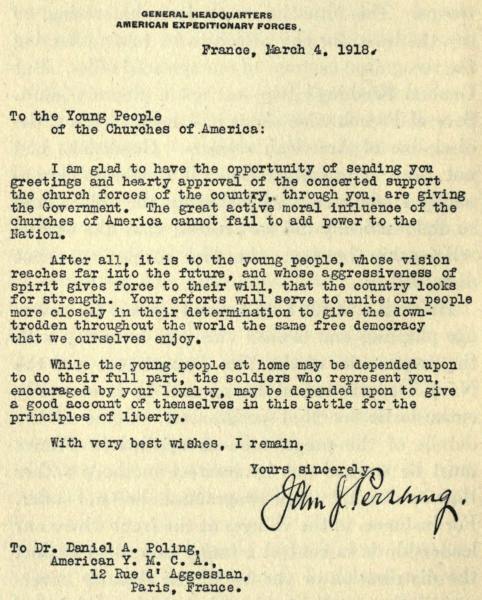 GENERAL HEADQUARTERS
AMERICAN EXPEDITIONARY FORCES.
France, March 4, 1918.
To the Young People
of the Churches of America:
I am glad to have the opportunity of sending you
greetings and hearty approval of the concerted support
the church forces of the country, through you, are giving
the Government. The great active moral influence of the
churches of America cannot fail to add power to the
Nation.
After all, it is to the young people, whose vision
reaches far into the future, and whose aggressiveness of
spirit gives force to their will, that the country looks
for strength. Your efforts will serve to unite our people
more closely in their determination to give the down-
trodden throughout the world the same free democracy
that we ourselves enjoy.
While the young people at home may be depended upon
to do their full part, the soldiers who represent you,
encouraged by your loyalty, may be depended upon to give
a good account of themselves in this battle for the
principles of liberty.
With very best wishes, I remain,
Yours sincerely,
John J. Pershing.
To Dr. Daniel A. Poling,
American Y. M. C. A.,
12 Rue d' Aggesslan,
Paris, France.